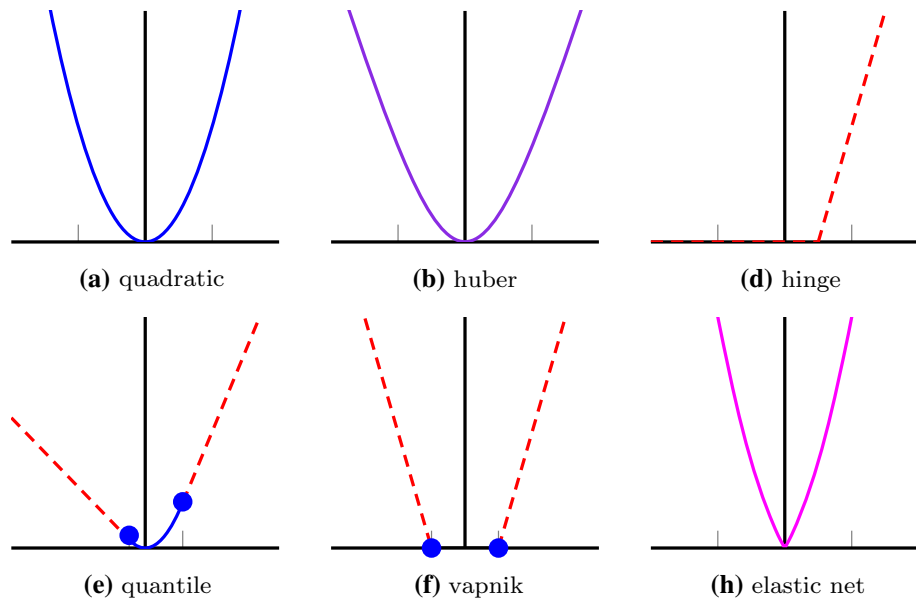 (a) quadratic
(b) huber
(d) hinge
(e) quantile
(f) vapnik
(h) elastic net